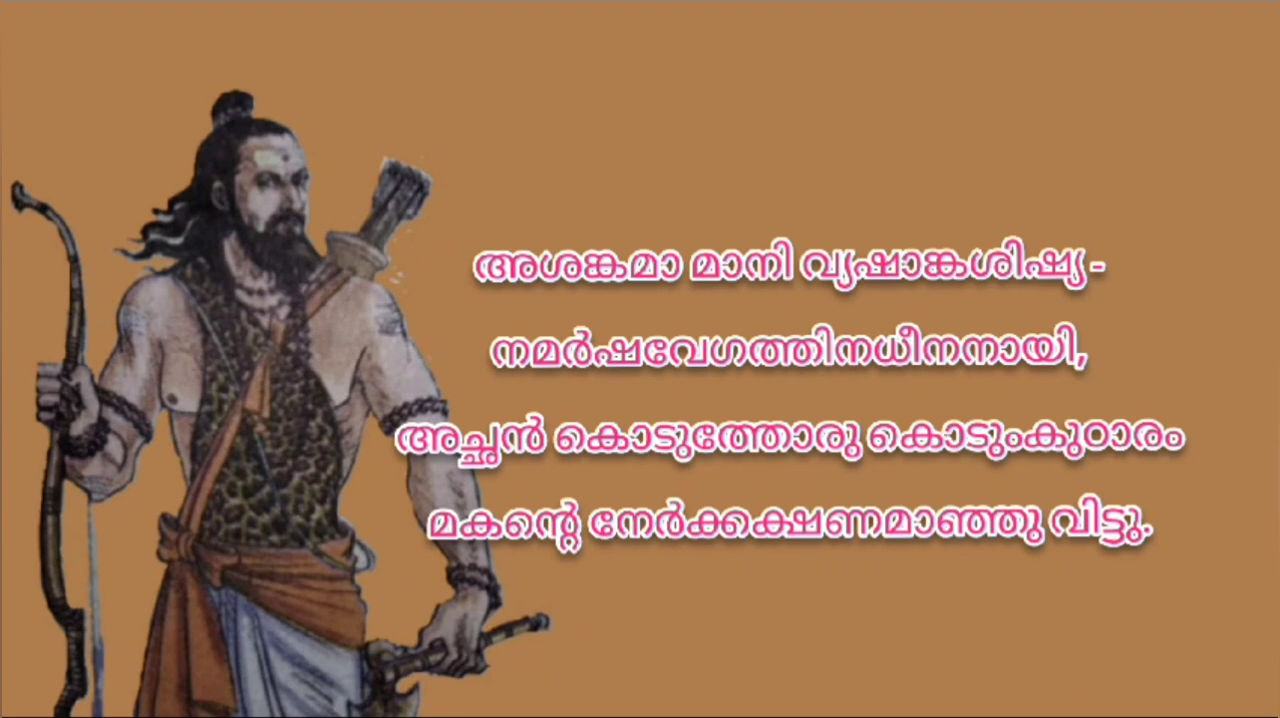 അശങ്കമാ മാനി വൃഷാങ്കശിഷ്യ -
നമർഷവേഗത്തിനധീനനായി,
അച്ഛൻ കൊടുത്തോരു കൊടുംകുഠാരം
മകന്റെ നേർക്കക്ഷണമാഞ്ഞു വിട്ടു.